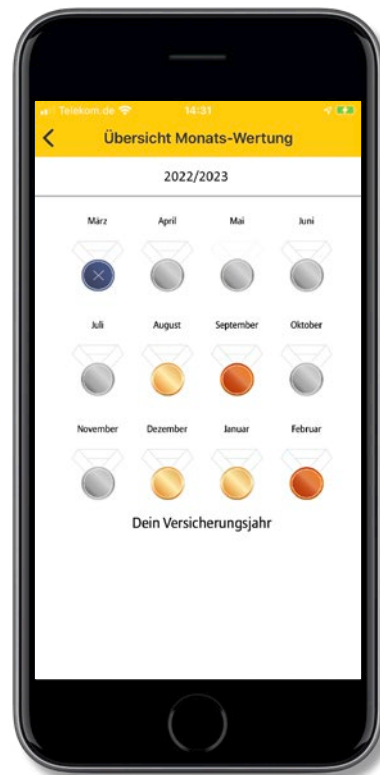 Telekom.de 14:31
Übersicht Monats-Wertung
2022/2023
März April Mai Juni
Juli August September Oktober
November Dezember Januar Februar
Dein Versicherungsjahr